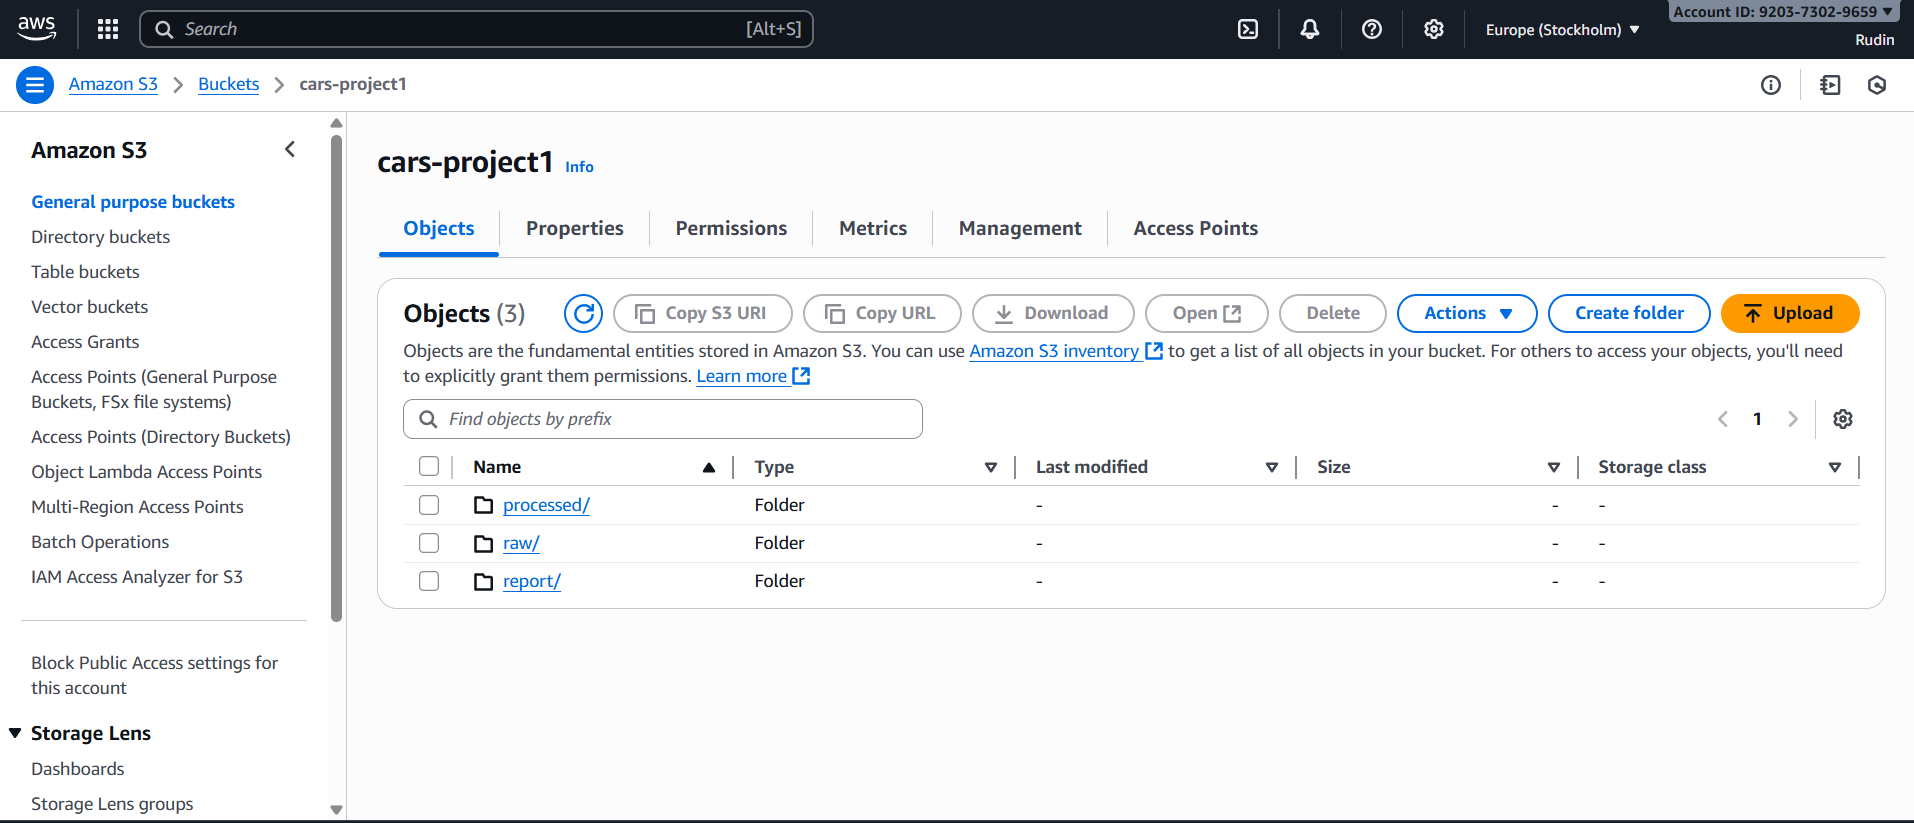 aws
Search
[Alt+S]
Europe (Stockholm)
Account ID: 9203-7302-9659
Rudin
Amazon S3
Buckets
cars-project1
Amazon S3
General purpose buckets
Directory buckets
Table buckets
Vector buckets
Access Grants
Access Points (General Purpose
Buckets, FSx file systems)
Access Points (Directory Buckets)
Object Lambda Access Points
Multi-Region Access Points
Batch Operations
IAM Access Analyzer for S3
Block Public Access settings for
this account
Storage Lens
Dashboards
Storage Lens groups
cars-project1 Info
Objects Properties Permissions Metrics Management Access Points
Objects (3) Copy S3 URI Copy URL Download Open Delete Actions Create folder Upload
Objects are the fundamental entities stored in Amazon S3. You can use Amazon S3 inventory to get a list of all objects in your bucket. For others to access your objects, you'll need
to explicitly grant them permissions. Learn more
Find objects by prefix
1
Name Type Last modified Size Storage class
processed/ Folder - - -
raw/ Folder - - -
report/ Folder - - -